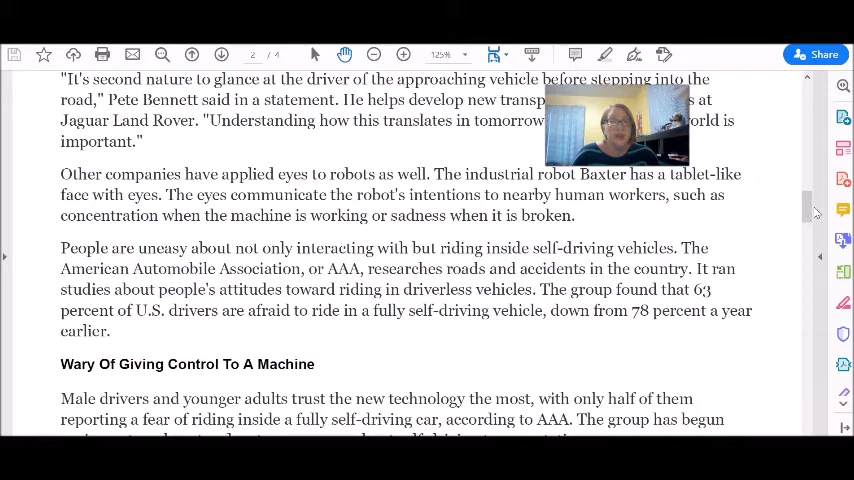 2 / 4
125%
Share
"It's second nature to glance at the driver of the approaching vehicle before stepping into the
road," Pete Bennett said in a statement. He helps develop new transp s at
Jaguar Land Rover. "Understanding how this translates in tomorrow orld is
important."
Other companies have applied eyes to robots as well. The industrial robot Baxter has a tablet-like
face with eyes. The eyes communicate the robot's intentions to nearby human workers, such as
concentration when the machine is working or sadness when it is broken.
People are uneasy about not only interacting with but riding inside self-driving vehicles. The
American Automobile Association, or AAA, researches roads and accidents in the country. It ran
studies about people's attitudes toward riding in driverless vehicles. The group found that 63
percent of U.S. drivers are afraid to ride in a fully self-driving vehicle, down from 78 percent a year
earlier.
Wary Of Giving Control To A Machine
Male drivers and younger adults trust the new technology the most, with only half of them
reporting a fear of riding inside a fully self-driving car, according to AAA. The group has begun